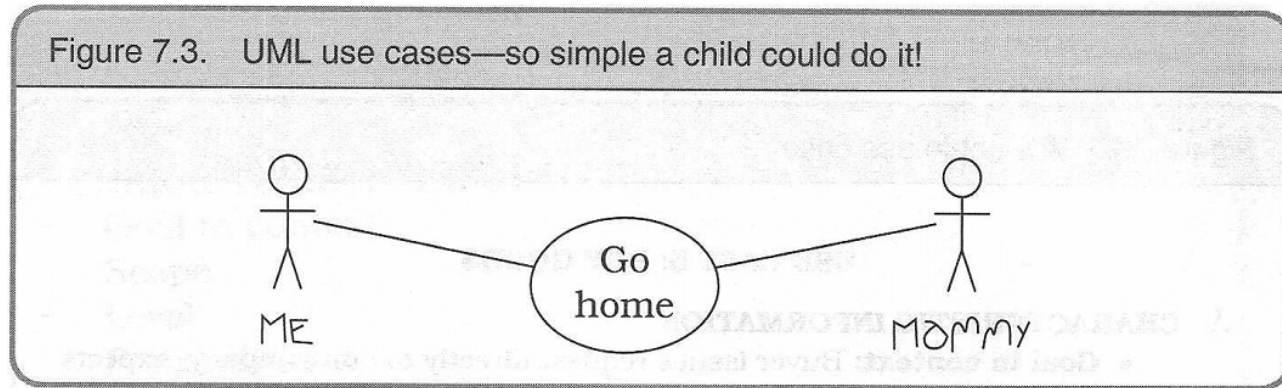 Figure 7.3. UML use cases—so simple a child could do it!
Go
home
ME
MOMMY